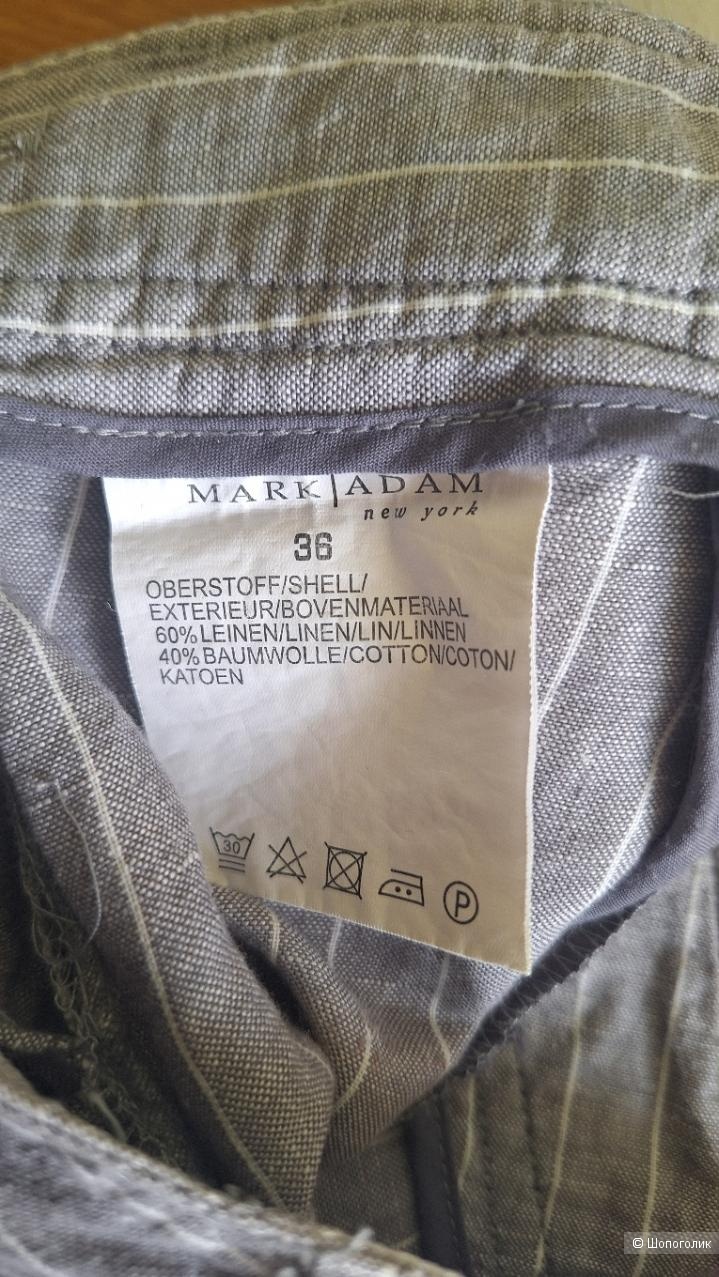 MARK|ADAM
new york
36
OBERSTOFF/SHELL/
EXTERIEUR/BOVENMATERIAAL
60% LEINEN/LINEN/LIN/LINNEN
40% BAUMWOLLE/COTTON/COTON/
KATOEN
30
P
© Шопоголик